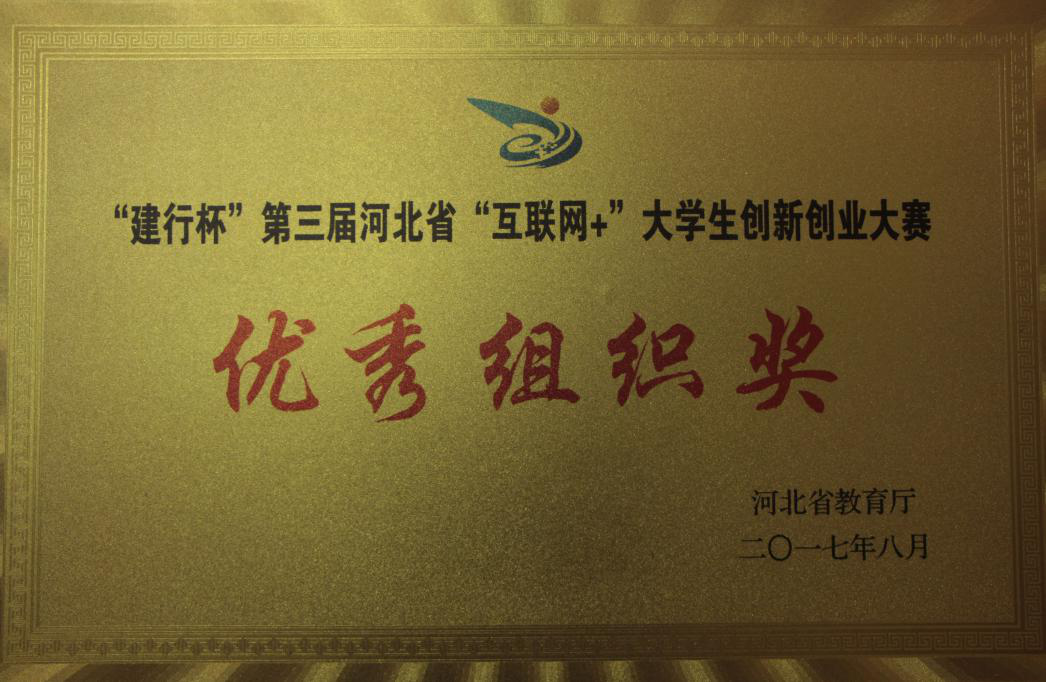 “建行杯”第三届河北省“互联网+”大学生创新创业大赛
优秀组织奖
河北省教育厅
二〇一七年八月